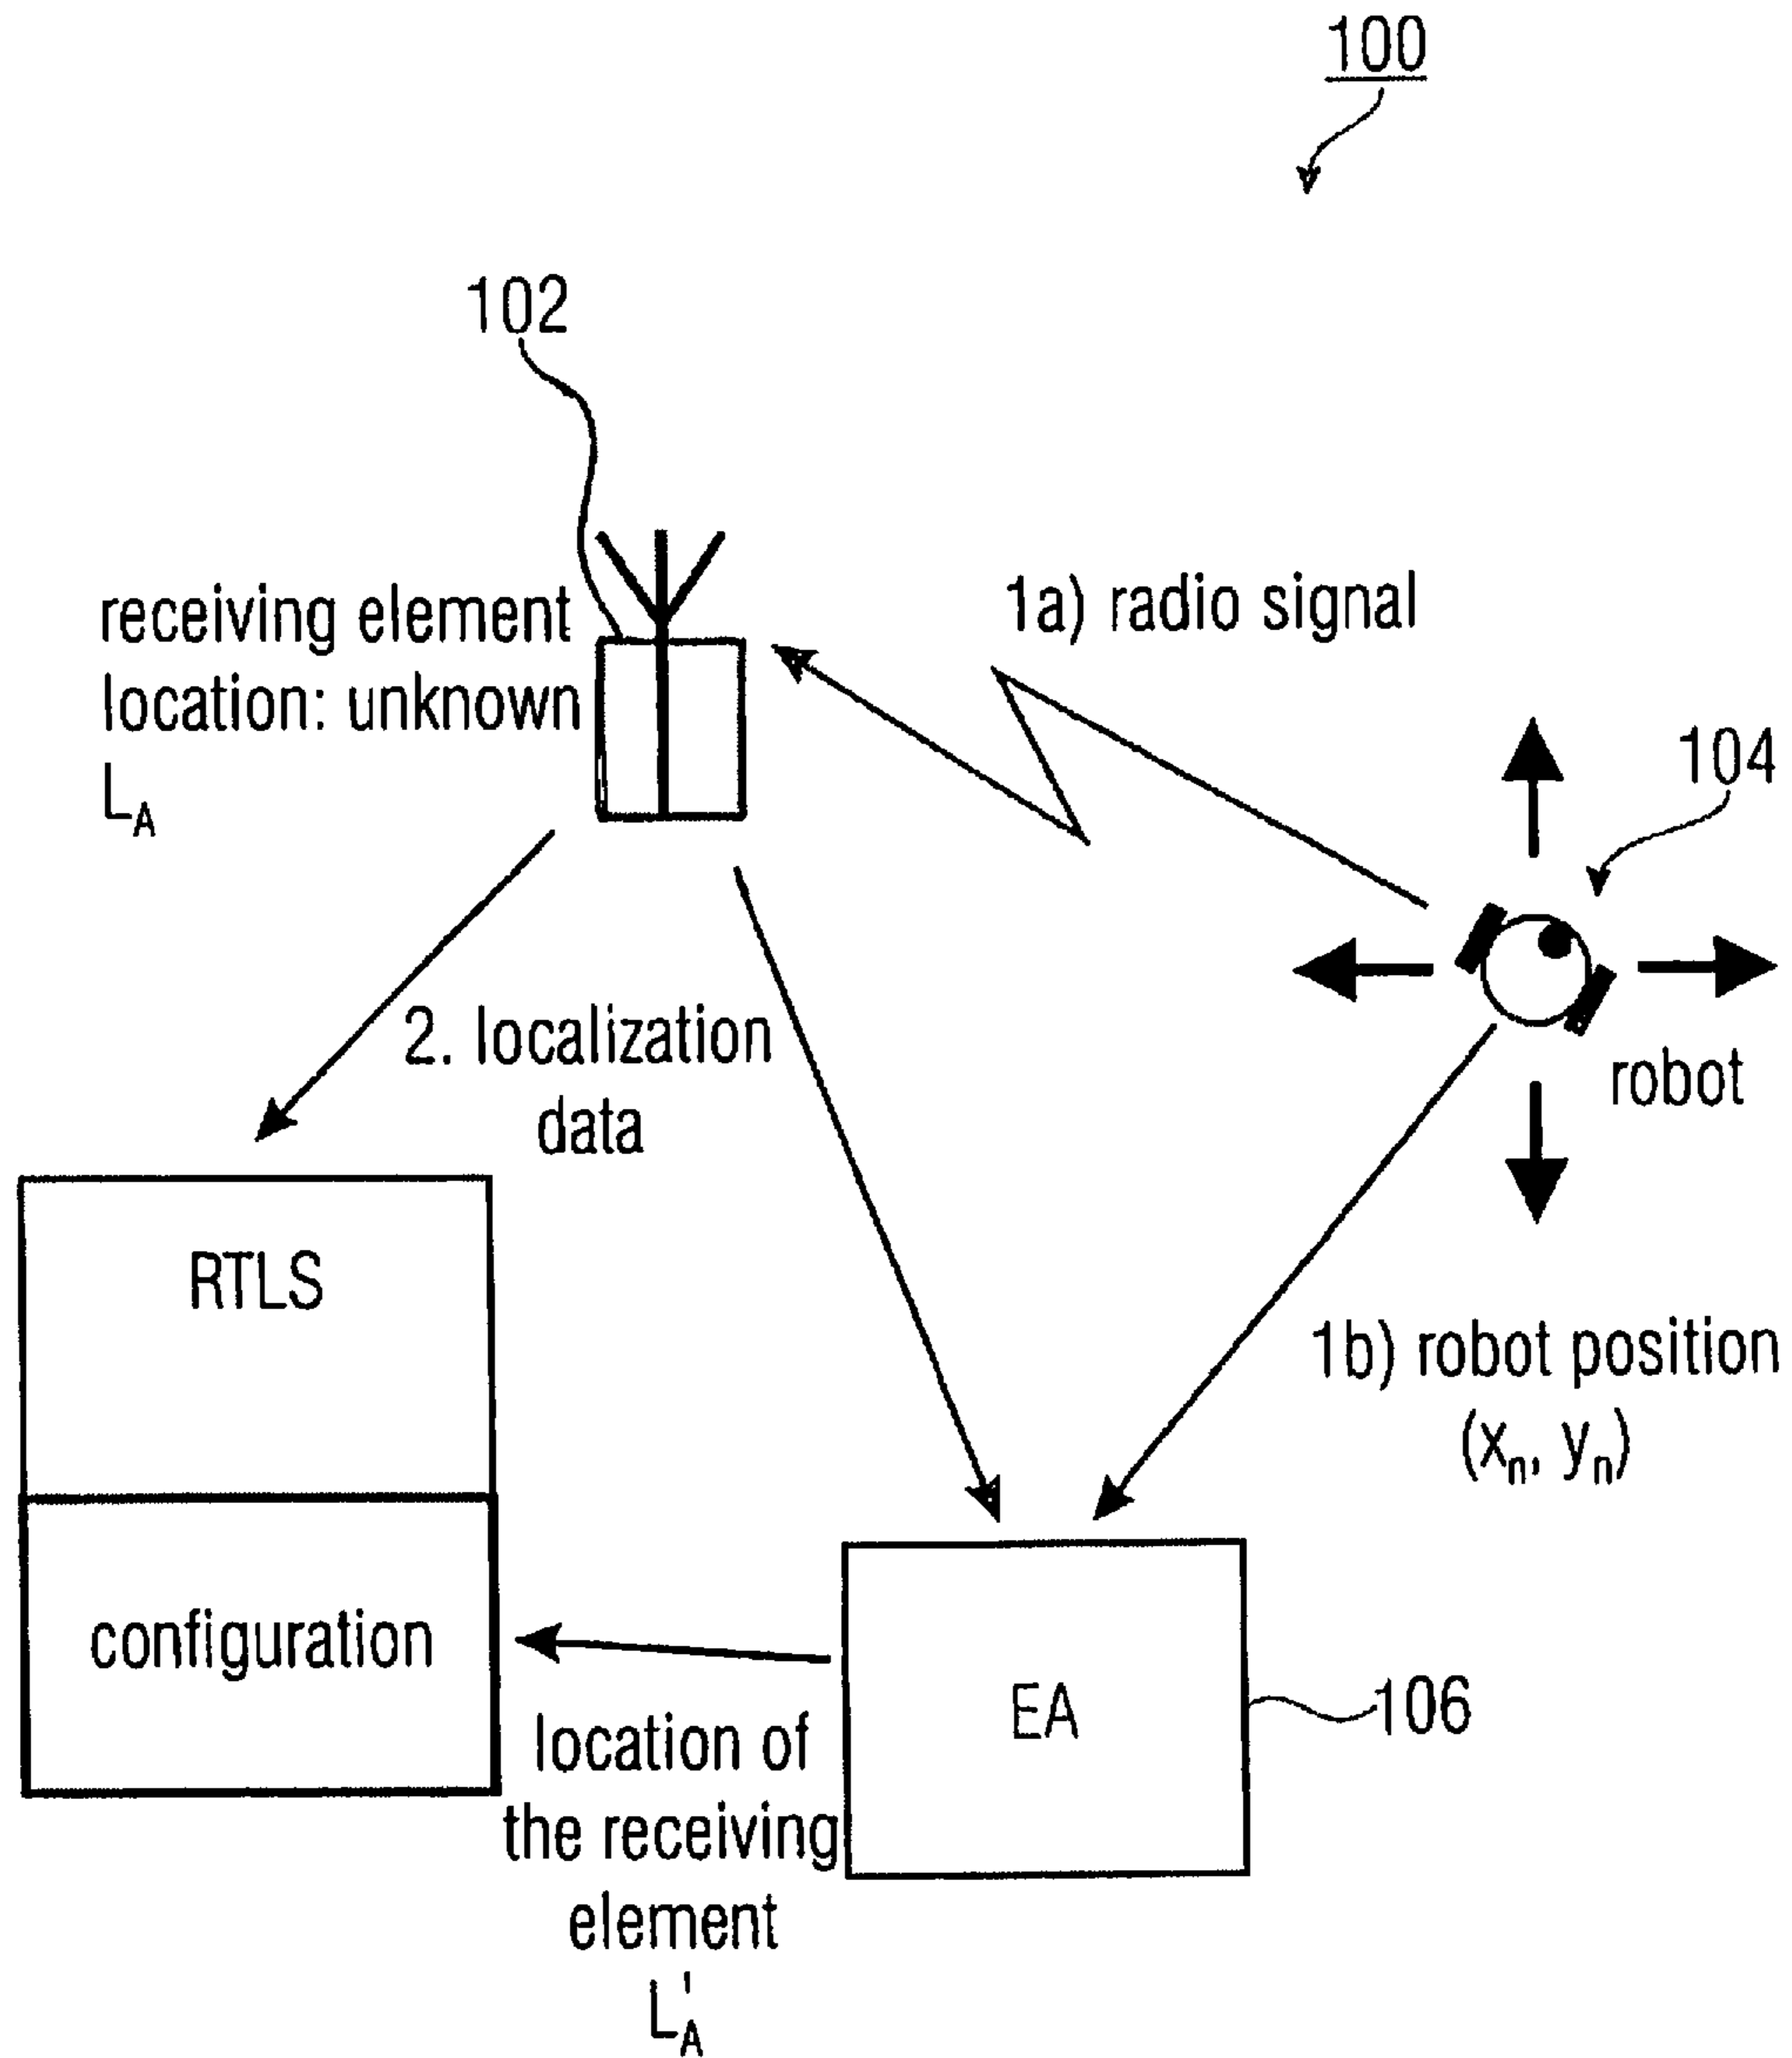 100
102
receiving element
location: unknown
L_A
1a) radio signal
104
robot
2. localization
data
1b) robot position
(x_n, y_n)
RTLS
configuration
EA
106
location of
the receiving
element
L'_A